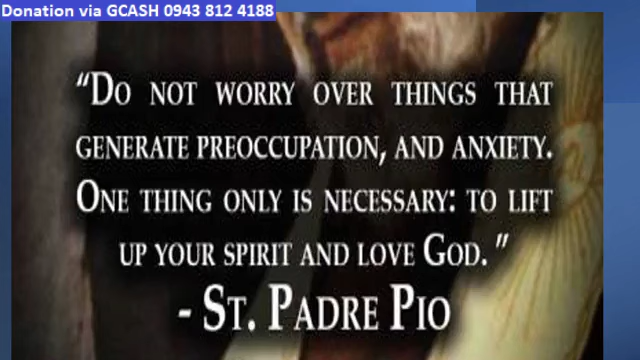 Donation via GCASH 0943 812 4188
“Do not worry over things that
generate preoccupation, and anxiety.
One thing only is necessary: to lift
up your spirit and love God.”
- St. Padre Pio